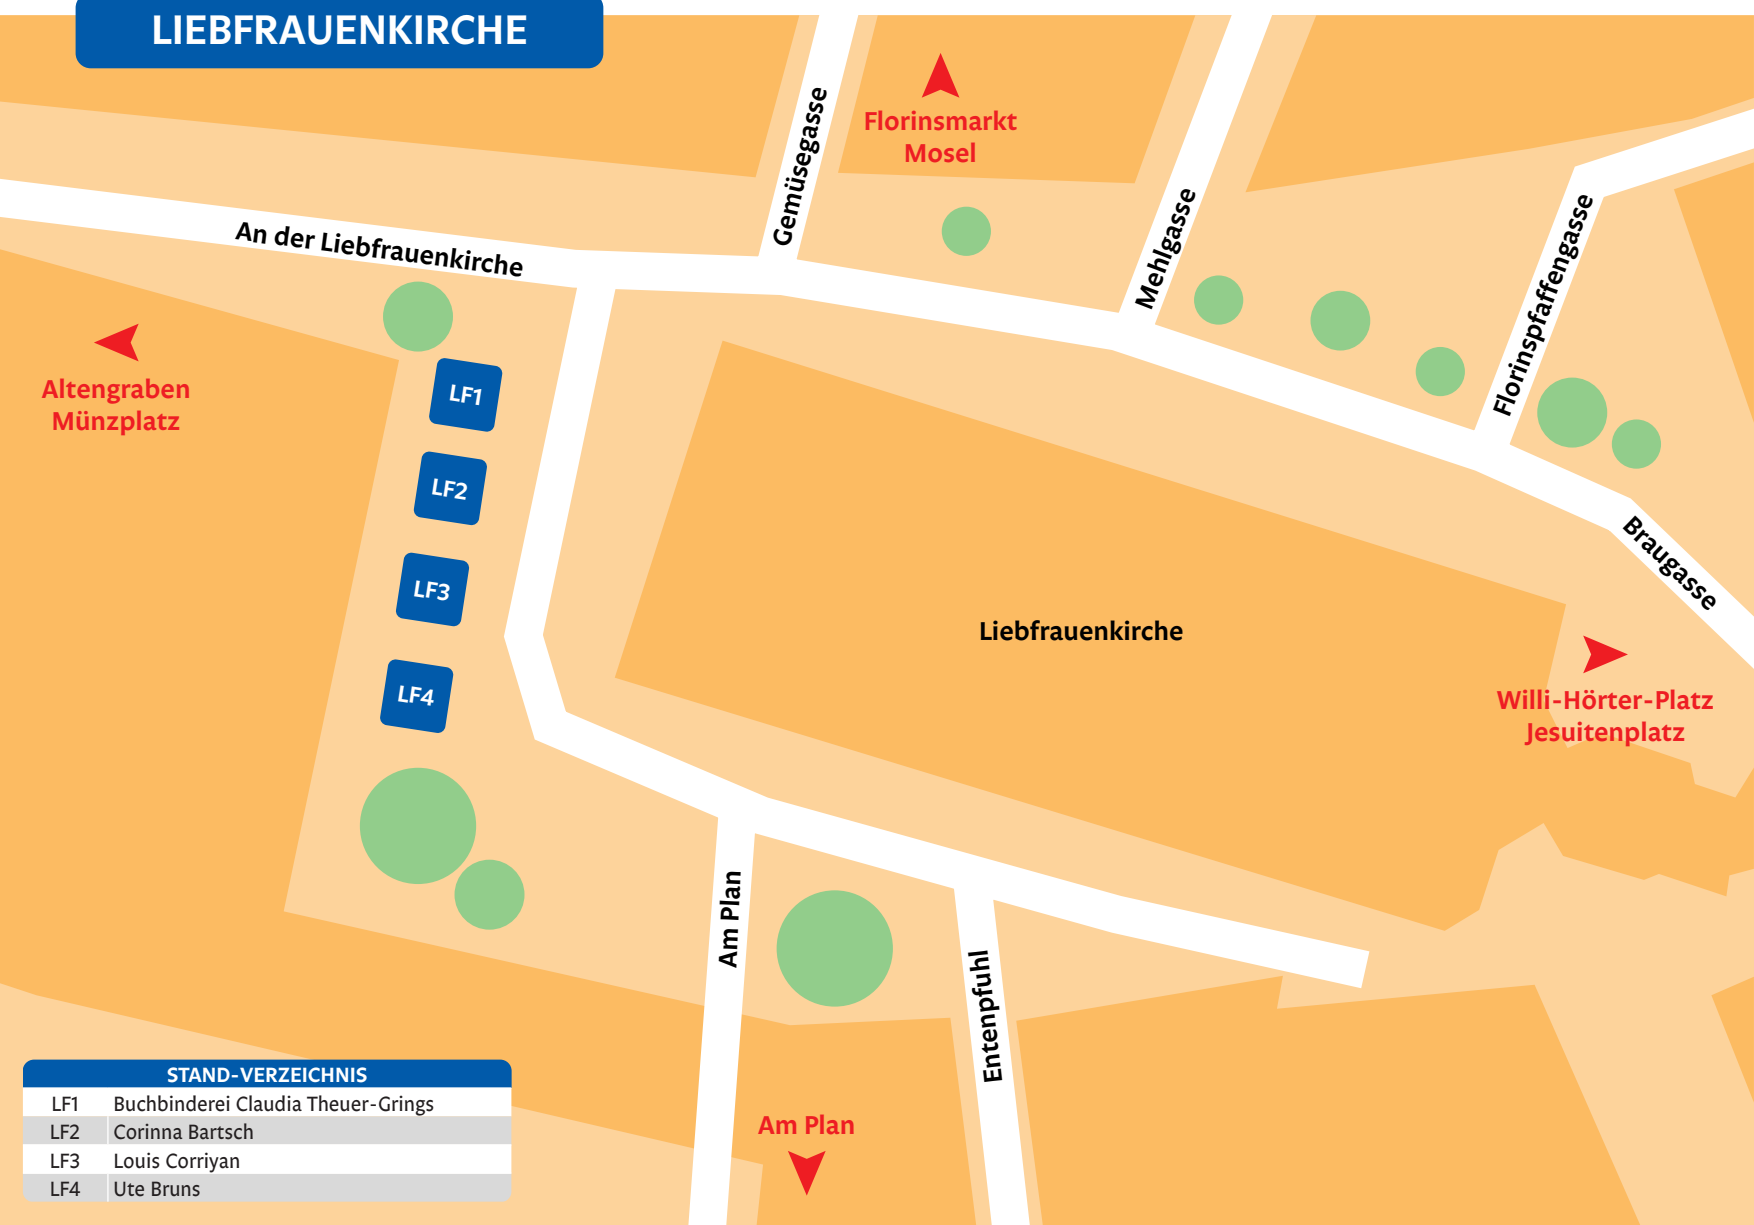 LIEBFRAUENKIRCHE
Gemüsegasse
Florinsmarkt
Mosel
Mehlgasse
Florinspfaffengasse
An der Liebfrauenkirche
Altengraben
Münzplatz
LF1
LF2
LF3
LF4
Braugasse
Liebfrauenkirche
Willi-Hörter-Platz
Jesuitenplatz
Am Plan
Entenpfuhl
Am Plan
STAND-VERZEICHNIS
LF1 Buchbinderei Claudia Theuer-Grings
LF2 Corinna Bartsch
LF3 Louis Corriyan
LF4 Ute Bruns